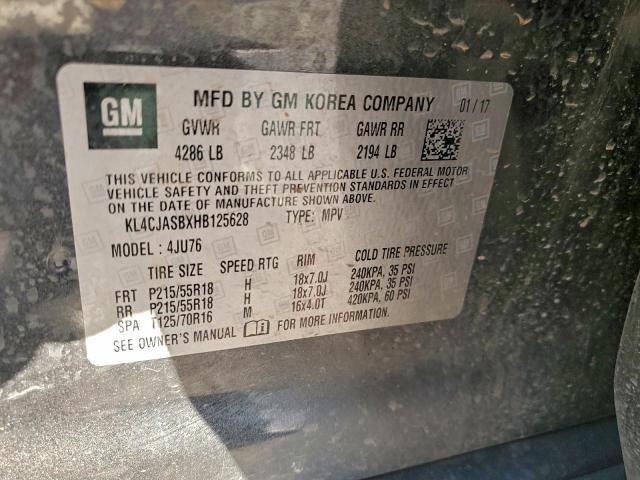 GM MFD BY GM KOREA COMPANY 01/17
GVWR GAWR FRT GAWR RR
4286 LB 2348 LB 2194 LB
THIS VEHICLE CONFORMS TO ALL APPLICABLE U.S. FEDERAL MOTOR
VEHICLE SAFETY AND THEFT PREVENTION STANDARDS IN EFFECT
ON THE DATE OF MANUFACTURE SHOWN ABOVE.
KL4CJASBXHB125628 TYPE: MPV
MODEL: 4JU76
TIRE SIZE SPEED RTG RIM COLD TIRE PRESSURE
FRT P215/55R18 H 18x7.0J 240KPA, 35 PSI
RR P215/55R18 H 18x7.0J 240KPA, 35 PSI
SPA T125/70R16 M 16x4.0T 420KPA, 60 PSI
SEE OWNER'S MANUAL FOR MORE INFORMATION.